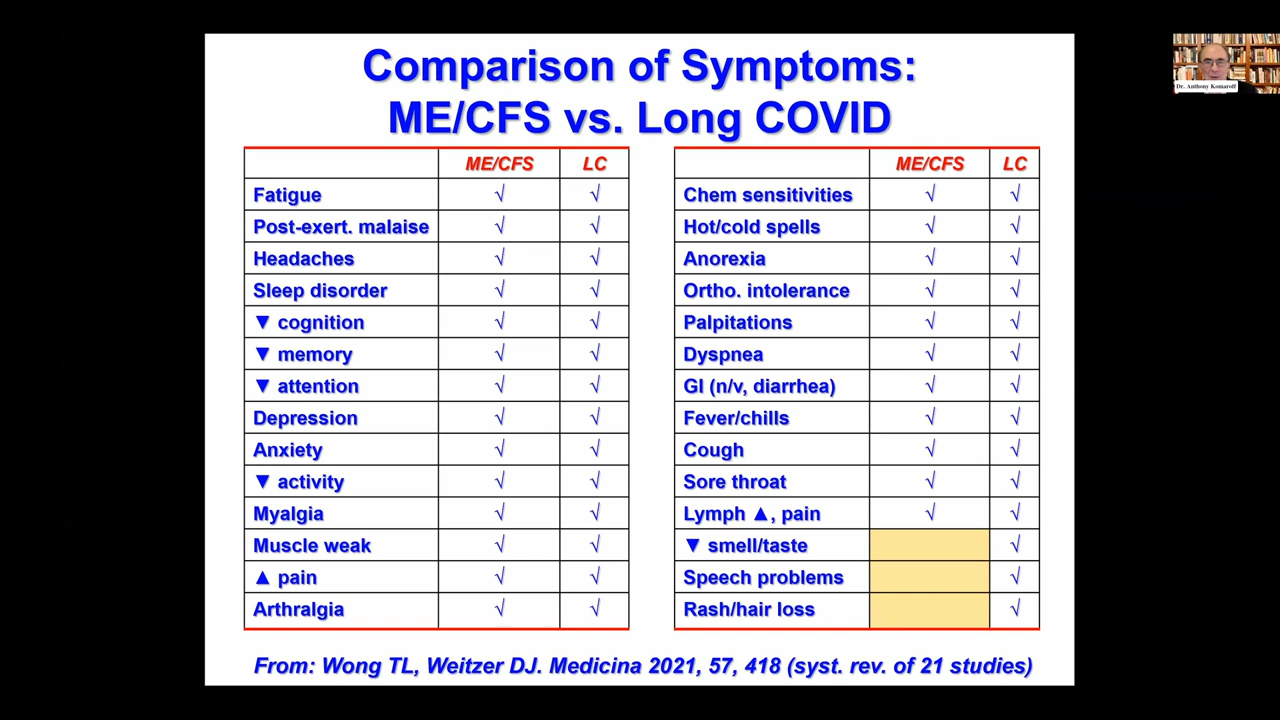 Comparison of Symptoms:
ME/CFS vs. Long COVID
ME/CFS LC
Fatigue √ √
Post-exert. malaise √ √
Headaches √ √
Sleep disorder √ √
▼ cognition √ √
▼ memory √ √
▼ attention √ √
Depression √ √
Anxiety √ √
▼ activity √ √
Myalgia √ √
Muscle weak √ √
▲ pain √ √
Arthralgia √ √
ME/CFS LC
Chem sensitivities √ √
Hot/cold spells √ √
Anorexia √ √
Ortho. intolerance √ √
Palpitations √ √
Dyspnea √ √
GI (n/v, diarrhea) √ √
Fever/chills √ √
Cough √ √
Sore throat √ √
Lymph ▲, pain √ √
▼ smell/taste √
Speech problems √
Rash/hair loss √
From: Wong TL, Weitzer DJ. Medicina 2021, 57, 418 (syst. rev. of 21 studies)
Dr. Anthony Komaroff